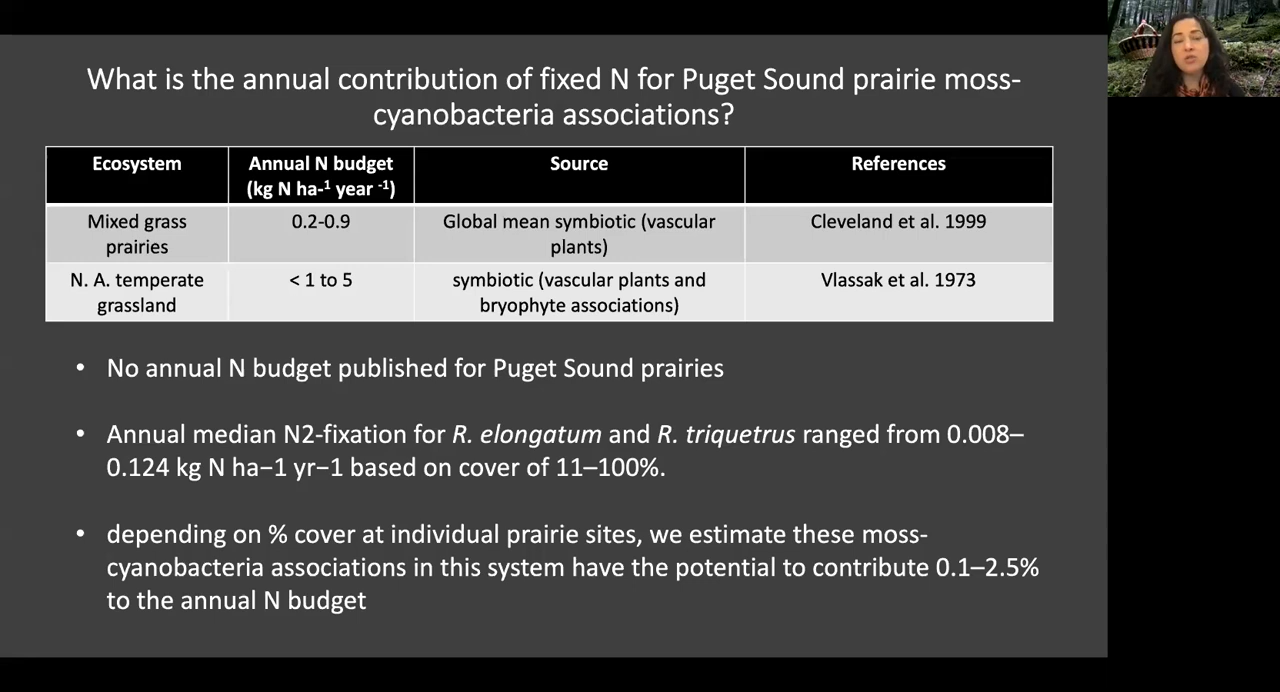 What is the annual contribution of fixed N for Puget Sound prairie moss-
cyanobacteria associations?
Ecosystem
Annual N budget
(kg N ha-¹ year -¹)
Source
References
Mixed grass
prairies
0.2-0.9
Global mean symbiotic (vascular
plants)
Cleveland et al. 1999
N. A. temperate
grassland
< 1 to 5
symbiotic (vascular plants and
bryophyte associations)
Vlassak et al. 1973
• No annual N budget published for Puget Sound prairies
• Annual median N2-fixation for R. elongatum and R. triquetrus ranged from 0.008–
0.124 kg N ha−1 yr−1 based on cover of 11–100%.
• depending on % cover at individual prairie sites, we estimate these moss-
cyanobacteria associations in this system have the potential to contribute 0.1–2.5%
to the annual N budget